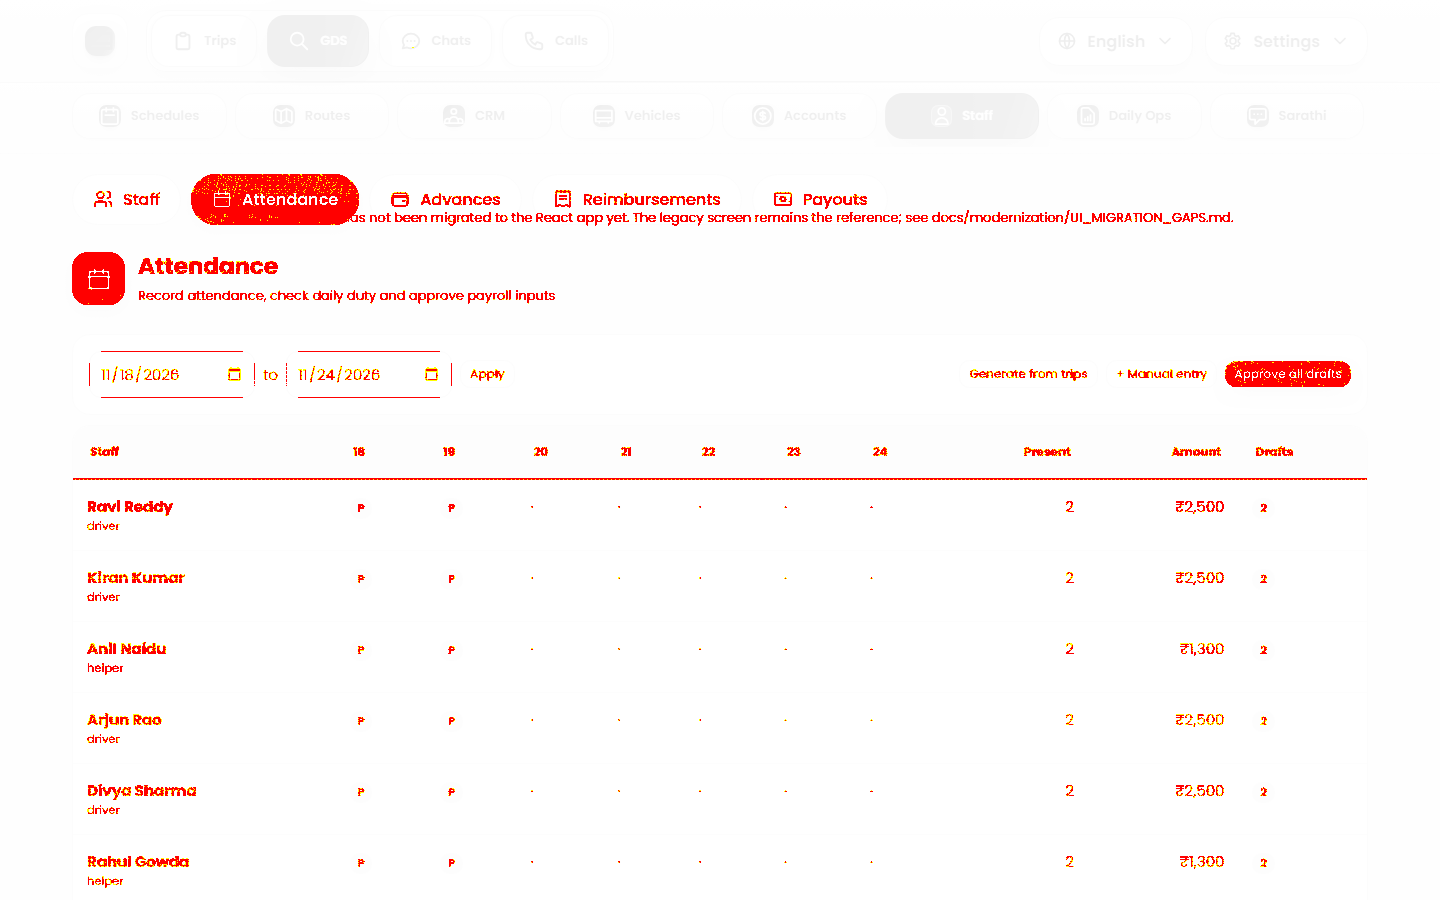 Trips GDS Chats Calls English Settings
Schedules Routes CRM Vehicles Accounts Staff Daily Ops Sarathi
Staff Attendance Advances Reimbursements Payouts
as not been migrated to the React app yet. The legacy screen remains the reference; see docs/modernization/UI_MIGRATION_GAPS.md.
Attendance
Record attendance, check daily duty and approve payroll inputs
11/18/2026 to 11/24/2026 Apply Generate from trips + Manual entry Approve all drafts
Staff 18 19 20 21 22 23 24 Present Amount Drafts
Ravi Reddy P P · · · · · 2 ₹2,500 2
driver
Kiran Kumar P P · · · · · 2 ₹2,500 2
driver
Anil Naidu P P · · · · · 2 ₹1,300 2
helper
Arjun Rao P P · · · · · 2 ₹2,500 2
driver
Divya Sharma P P · · · · · 2 ₹2,500 2
driver
Rahul Gowda P P · · · · · 2 ₹1,300 2
helper